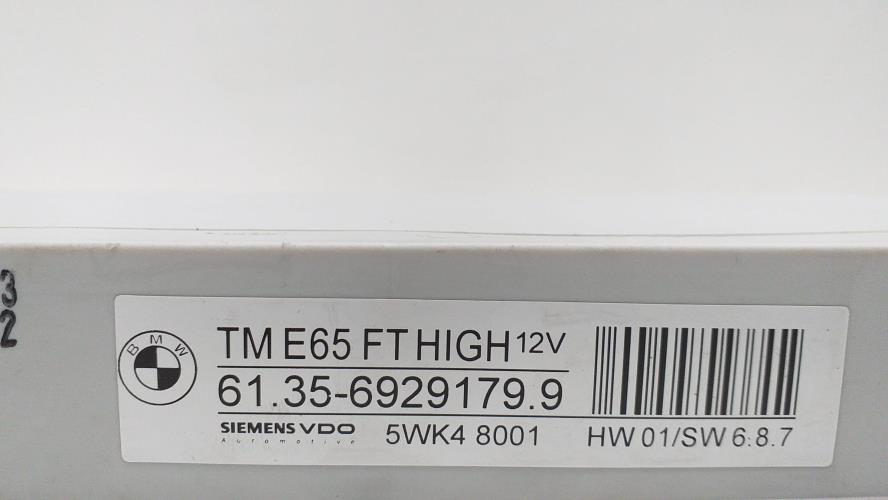 3
2
BMW
TM E65 FT HIGH 12V
61.35-6929179.9
SIEMENS VDO
Automotive
5WK4 8001
HW 01/SW 6.8.7